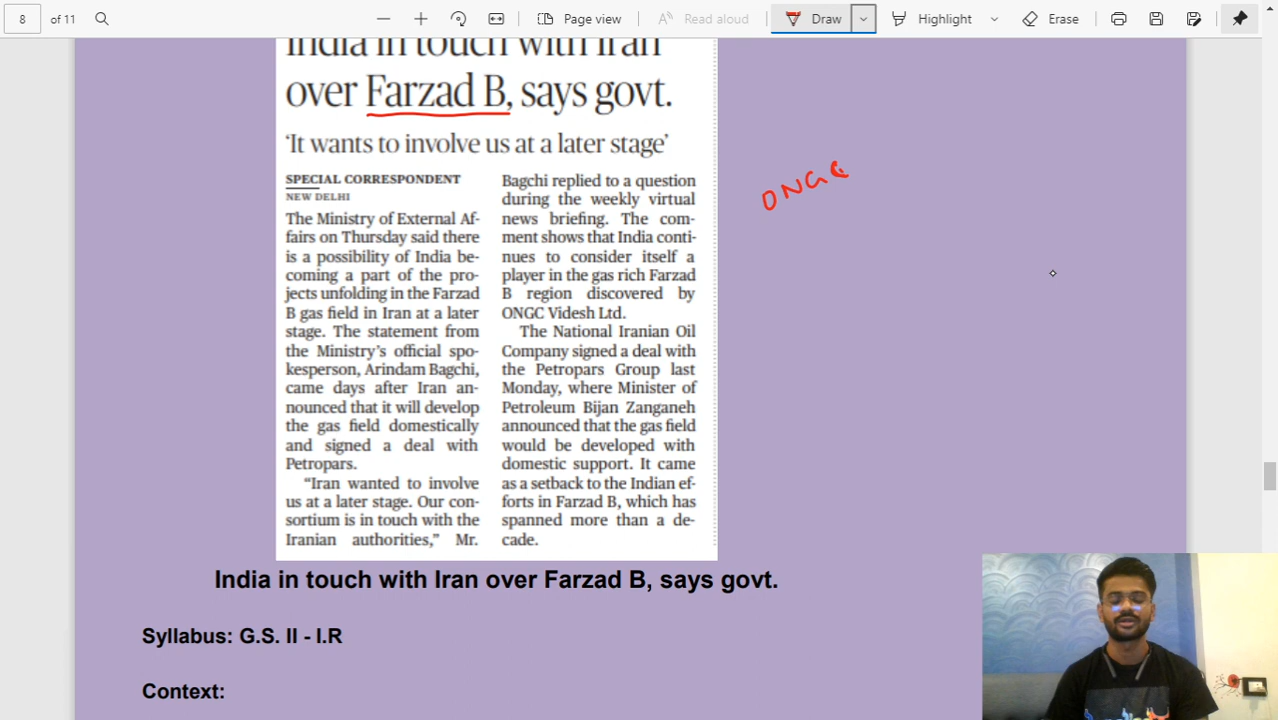 8 of 11 Page view Read aloud Draw Highlight Erase
India in touch with Iran
over Farzad B, says govt.
‘It wants to involve us at a later stage’
SPECIAL CORRESPONDENT
NEW DELHI
The Ministry of External Af-
fairs on Thursday said there
is a possibility of India be-
coming a part of the pro-
jects unfolding in the Farzad
B gas field in Iran at a later
stage. The statement from
the Ministry’s official spo-
kesperson, Arindam Bagchi,
came days after Iran an-
nounced that it will develop
the gas field domestically
and signed a deal with
Petropars.
“Iran wanted to involve
us at a later stage. Our con-
sortium is in touch with the
Iranian authorities,” Mr.
Bagchi replied to a question
during the weekly virtual
news briefing. The com-
ment shows that India conti-
nues to consider itself a
player in the gas rich Farzad
B region discovered by
ONGC Videsh Ltd.
The National Iranian Oil
Company signed a deal with
the Petropars Group last
Monday, where Minister of
Petroleum Bijan Zanganeh
announced that the gas field
would be developed with
domestic support. It came
as a setback to the Indian ef-
forts in Farzad B, which has
spanned more than a de-
cade.
ONGC
India in touch with Iran over Farzad B, says govt.
Syllabus: G.S. II - I.R
Context: